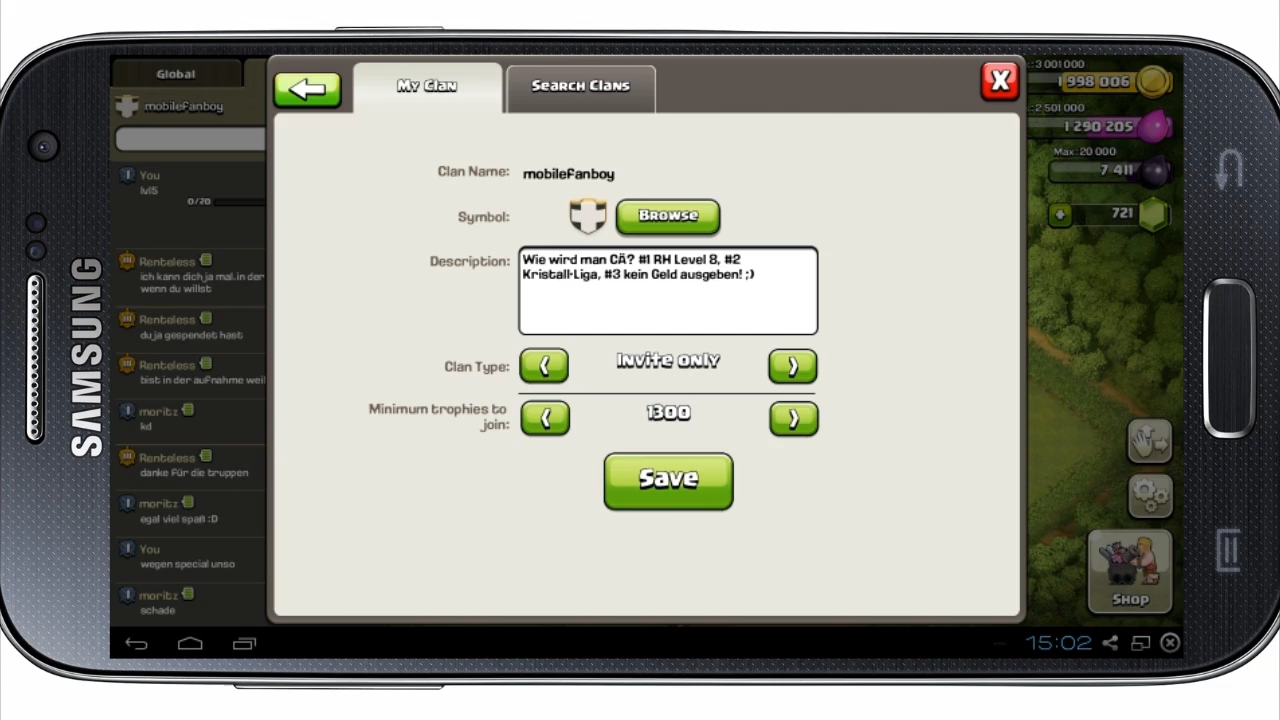 Global
mobilefanboy
You
lvl5
0/20
Renteless
ich kann dich ja mal.in der
wenn du willst
Renteless
du ja gespendet hast
Renteless
bist in der aufnahme weil
moritz
kd
Renteless
danke für die truppen
moritz
egal viel spaß :D
You
wegen special unso
moritz
schade
My Clan
Search Clans
X
Clan Name: mobilefanboy
Symbol: Browse
Description: Wie wird man CÄ? #1 RH Level 8, #2
Kristall-Liga, #3 kein Geld ausgeben! ;)
Clan Type: Invite only
Minimum trophies to
join: 1300
Save
: 3 001 000
1 998 006
: 2 501 000
1 290 205
Max: 20 000
7 411
721
Shop
15:02
SAMSUNG